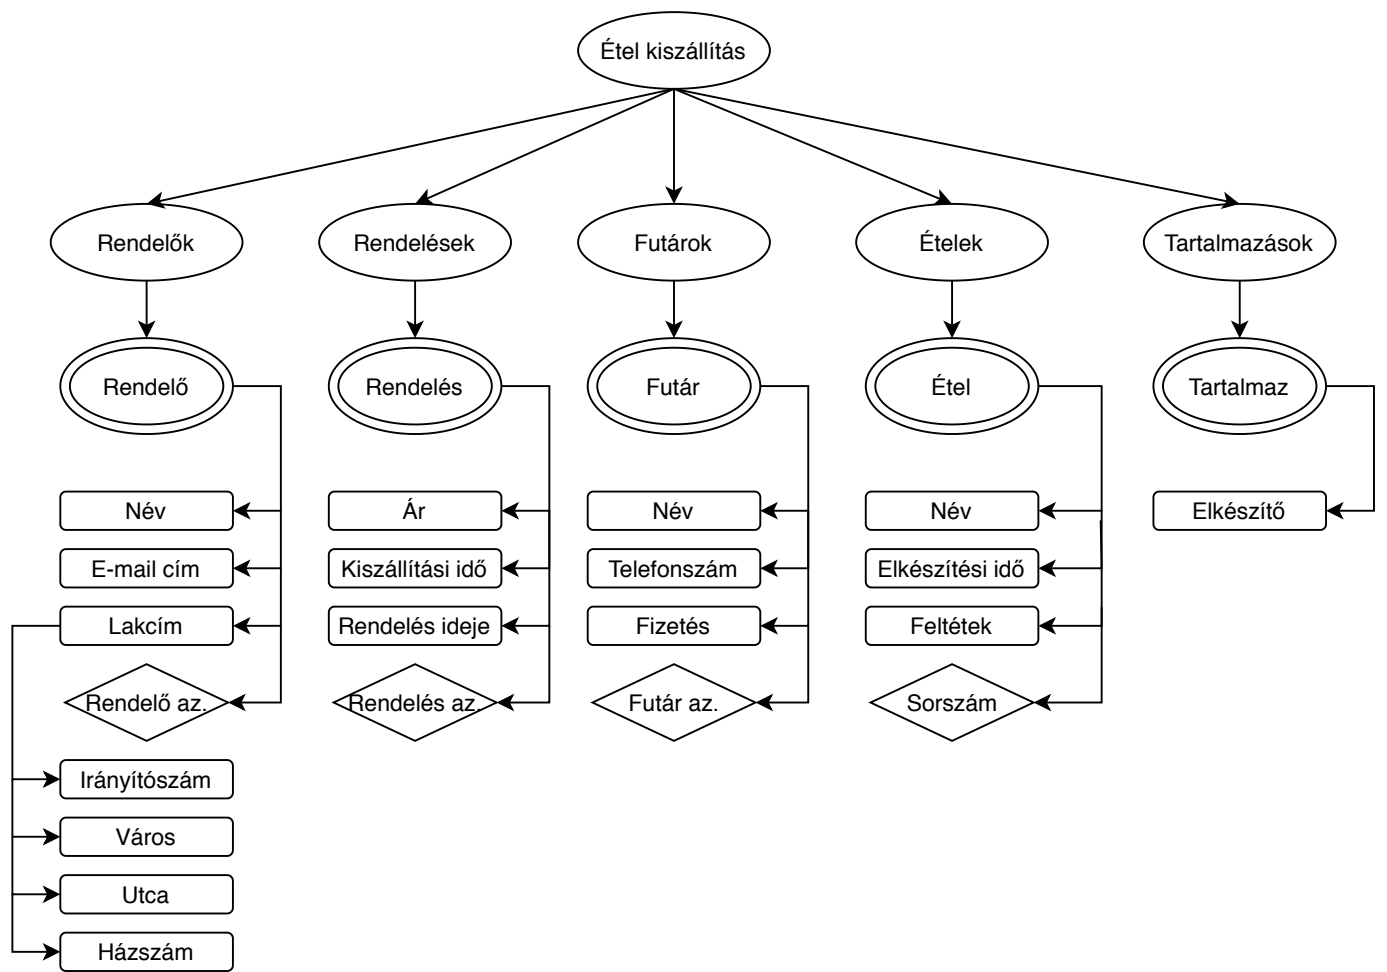 Étel kiszállítás
Rendelők
Rendelések
Futárok
Ételek
Tartalmazások
Rendelő
Rendelés
Futár
Étel
Tartalmaz
Név
Ár
Név
Név
Elkészítő
E-mail cím
Kiszállítási idő
Telefonszám
Elkészítési idő
Lakcím
Rendelés ideje
Fizetés
Feltétek
Rendelő az.
Rendelés az.
Futár az.
Sorszám
Irányítószám
Város
Utca
Házszám